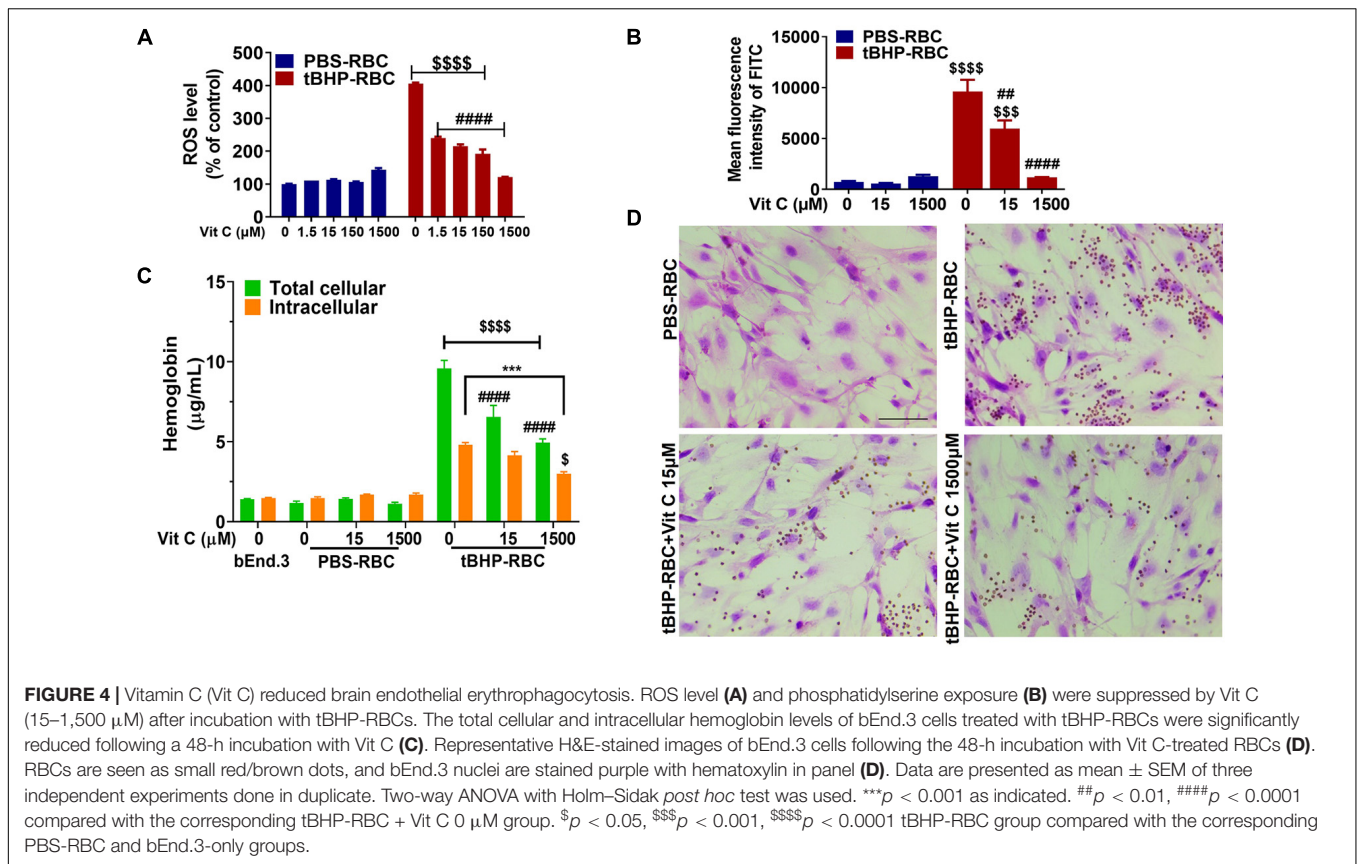 A
500
400
300
200
100
0
ROS level
(% of control)
PBS-RBC
tBHP-RBC
$$$$
####
Vit C (µM) 0 1.5 15 150 1500 0 1.5 15 150 1500
B
15000
10000
5000
0
Mean fluorescence
intensity of FITC
PBS-RBC
tBHP-RBC
$$$$
##
$$$
####
Vit C (µM) 0 15 1500 0 15 1500
C
15
10
5
0
Hemoglobin
(µg/mL)
Total cellular
Intracellular
$$$$
***
####
####
$
Vit C (µM) 0 0 15 1500 0 15 1500
bEnd.3 PBS-RBC tBHP-RBC
D
PBS-RBC
tBHP-RBC
tBHP-RBC+Vit C 15µM
tBHP-RBC+Vit C 1500µM
FIGURE 4 | Vitamin C (Vit C) reduced brain endothelial erythrophagocytosis. ROS level (A) and phosphatidylserine exposure (B) were suppressed by Vit C
(15–1,500 µM) after incubation with tBHP-RBCs. The total cellular and intracellular hemoglobin levels of bEnd.3 cells treated with tBHP-RBCs were significantly
reduced following a 48-h incubation with Vit C (C). Representative H&E-stained images of bEnd.3 cells following the 48-h incubation with Vit C-treated RBCs (D).
RBCs are seen as small red/brown dots, and bEnd.3 nuclei are stained purple with hematoxylin in panel (D). Data are presented as mean ± SEM of three
independent experiments done in duplicate. Two-way ANOVA with Holm–Sidak post hoc test was used. ***p < 0.001 as indicated. ##p < 0.01, ####p < 0.0001
compared with the corresponding tBHP-RBC + Vit C 0 µM group. $p < 0.05, $$$p < 0.001, $$$$p < 0.0001 tBHP-RBC group compared with the corresponding
PBS-RBC and bEnd.3-only groups.